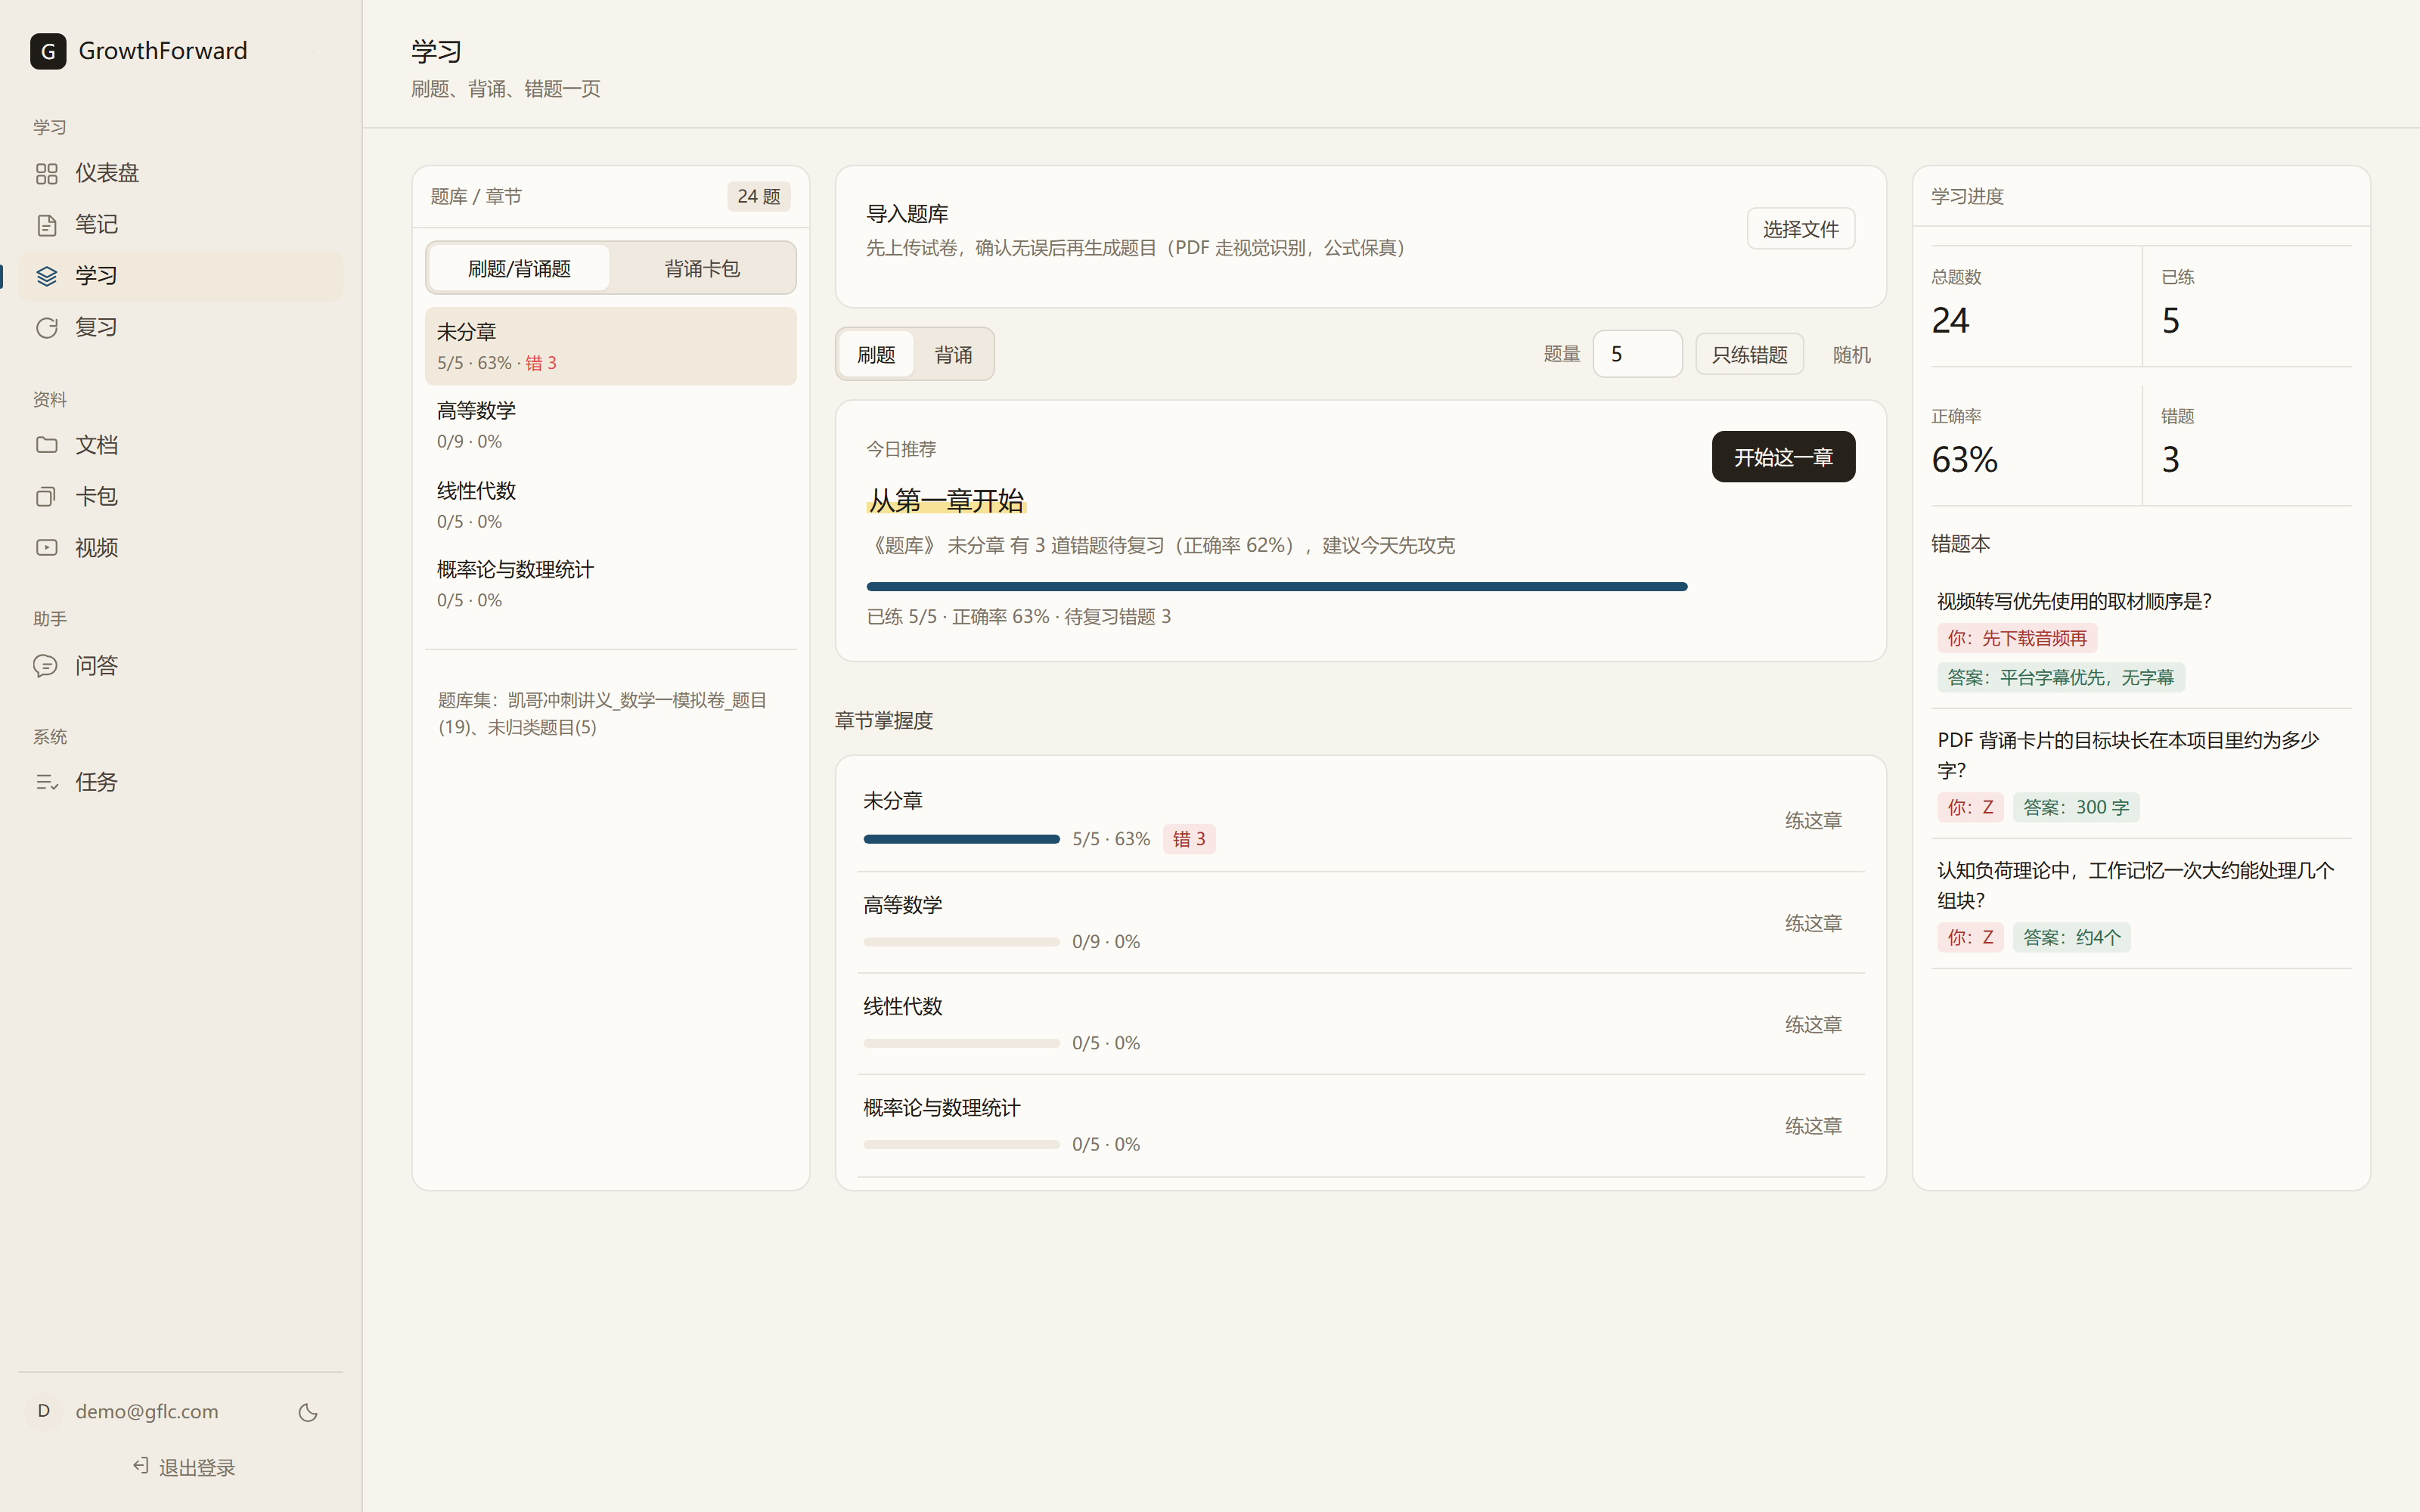 G GrowthForward
学习
仪表盘
笔记
学习
复习
资料
文档
卡包
视频
助手
问答
系统
任务
D demo@gflc.com
退出登录
学习
刷题、背诵、错题一页
题库 / 章节 24 题
刷题/背诵题 背诵卡包
未分章
5/5 · 63% · 错 3
高等数学
0/9 · 0%
线性代数
0/5 · 0%
概率论与数理统计
0/5 · 0%
题库集：凯哥冲刺讲义_数学一模拟卷_题目
(19)、未归类题目(5)
导入题库
先上传试卷，确认无误后再生成题目（PDF 走视觉识别，公式保真）
选择文件
刷题 背诵
题量 5 只练错题 随机
今日推荐
开始这一章
从第一章开始
《题库》 未分章 有 3 道错题待复习（正确率 62%），建议今天先攻克
已练 5/5 · 正确率 63% · 待复习错题 3
章节掌握度
未分章
5/5 · 63% 错 3
练这章
高等数学
0/9 · 0%
练这章
线性代数
0/5 · 0%
练这章
概率论与数理统计
0/5 · 0%
练这章
学习进度
总题数 已练
24 5
正确率 错题
63% 3
错题本
视频转写优先使用的取材顺序是？
你：先下载音频再
答案：平台字幕优先，无字幕
PDF 背诵卡片的目标块长在本项目里约为多少
字？
你：Z 答案：300 字
认知负荷理论中，工作记忆一次大约能处理几个
组块？
你：Z 答案：约4个